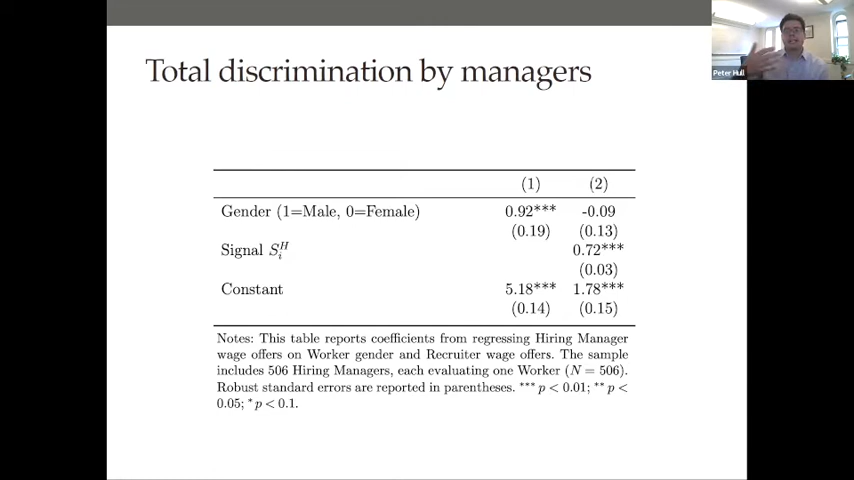 Total discrimination by managers
Peter Hull
(1) (2)
Gender (1=Male, 0=Female) 0.92*** -0.09
(0.19) (0.13)
Signal S_i^H 0.72***
(0.03)
Constant 5.18*** 1.78***
(0.14) (0.15)
Notes: This table reports coefficients from regressing Hiring Manager
wage offers on Worker gender and Recruiter wage offers. The sample
includes 506 Hiring Managers, each evaluating one Worker (N = 506).
Robust standard errors are reported in parentheses. *** p < 0.01; ** p <
0.05; * p < 0.1.